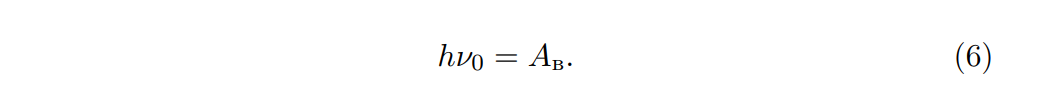 hν₀ = Aв. (6)